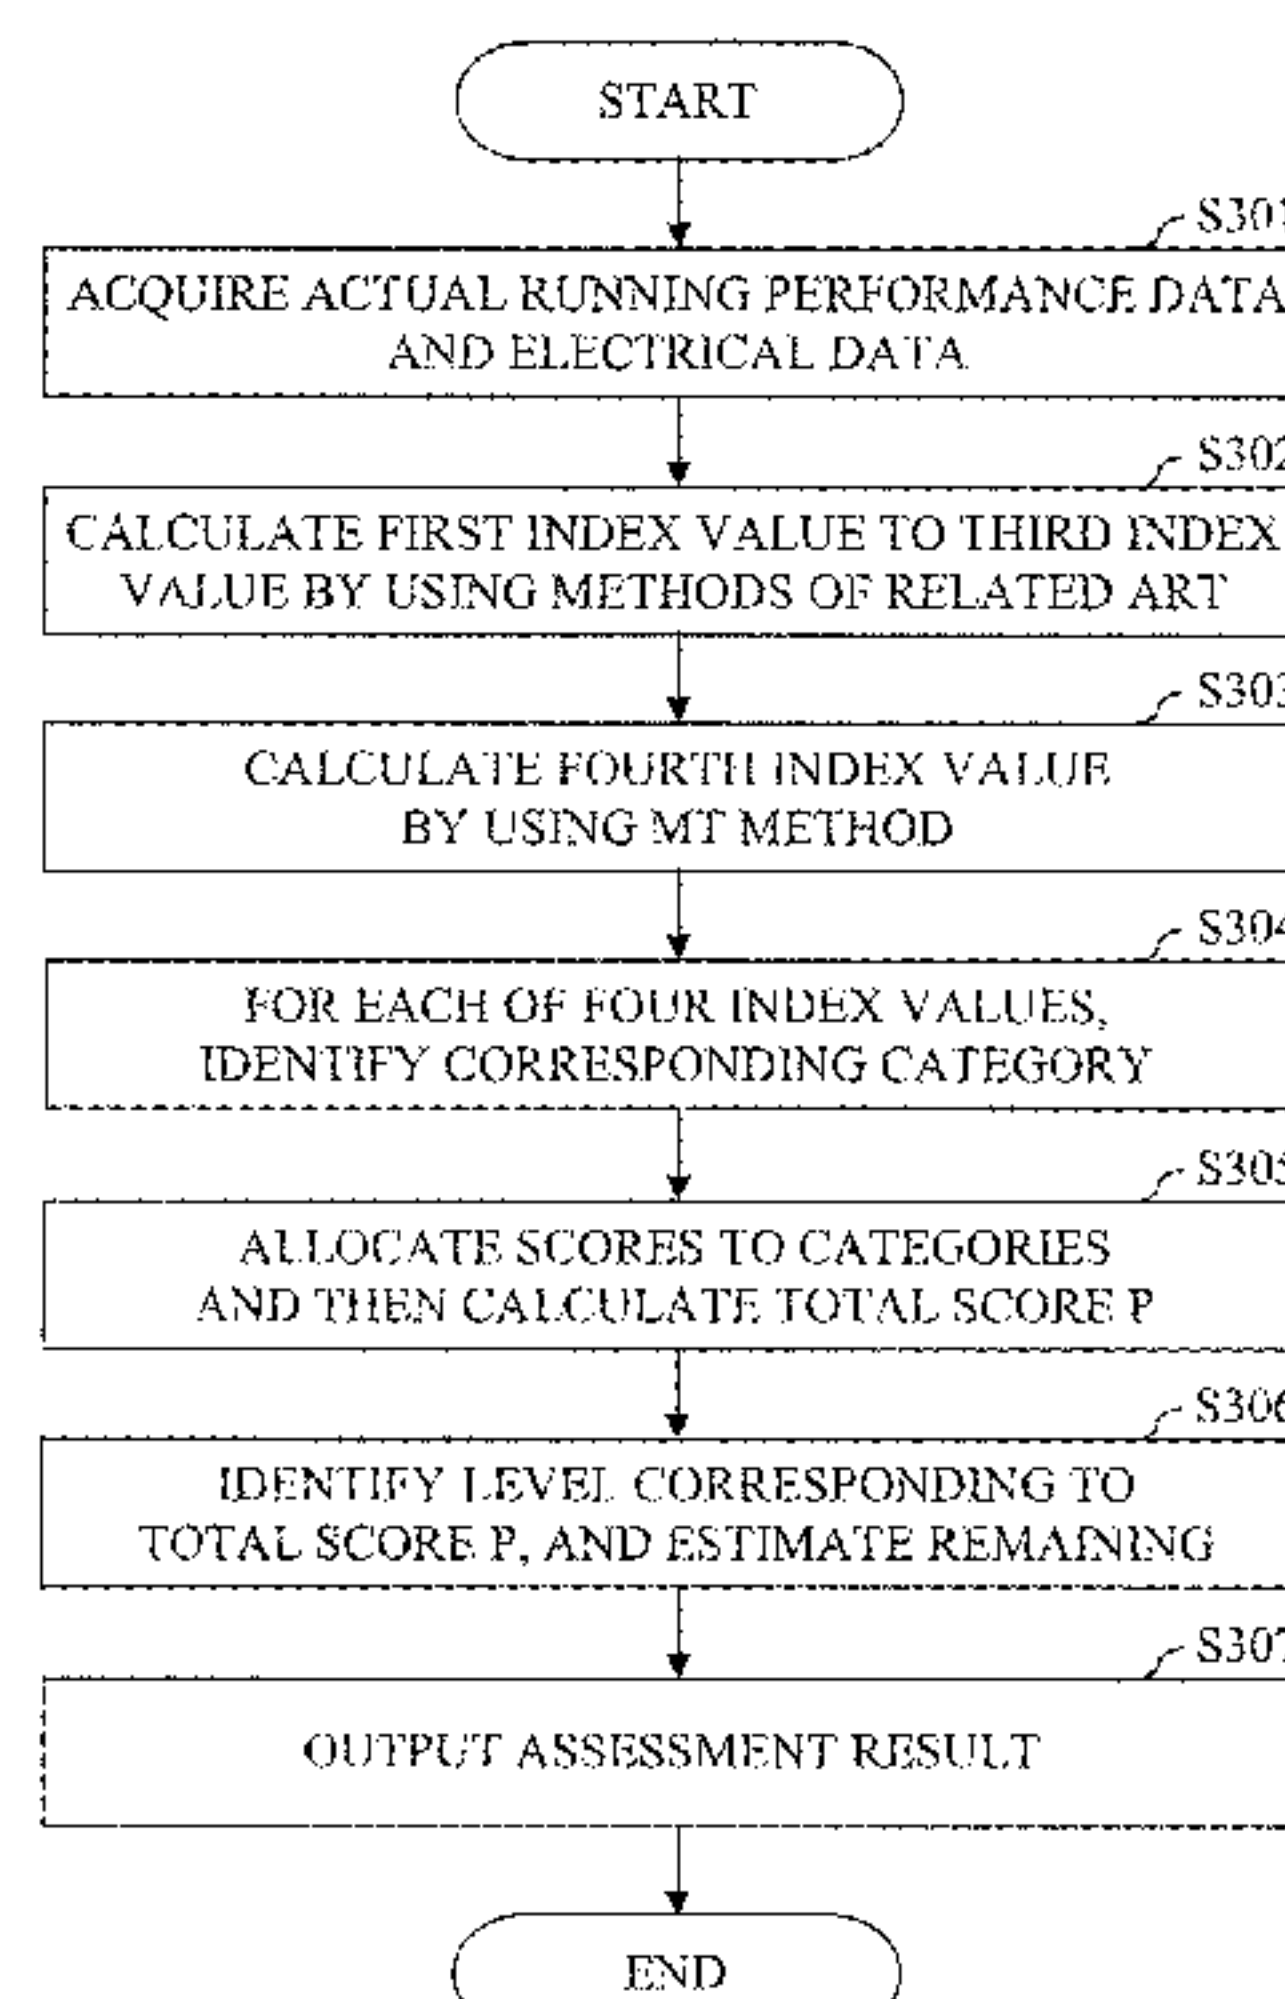 START
S301
ACQUIRE ACTUAL RUNNING PERFORMANCE DATA
AND ELECTRICAL DATA
S302
CALCULATE FIRST INDEX VALUE TO THIRD INDEX
VALUE BY USING METHODS OF RELATED ART
S303
CALCULATE FOURTH INDEX VALUE
BY USING MT METHOD
S304
FOR EACH OF FOUR INDEX VALUES,
IDENTIFY CORRESPONDING CATEGORY
S305
ALLOCATE SCORES TO CATEGORIES
AND THEN CALCULATE TOTAL SCORE P
S306
IDENTIFY LEVEL CORRESPONDING TO
TOTAL SCORE P, AND ESTIMATE REMAINING
S307
OUTPUT ASSESSMENT RESULT
END